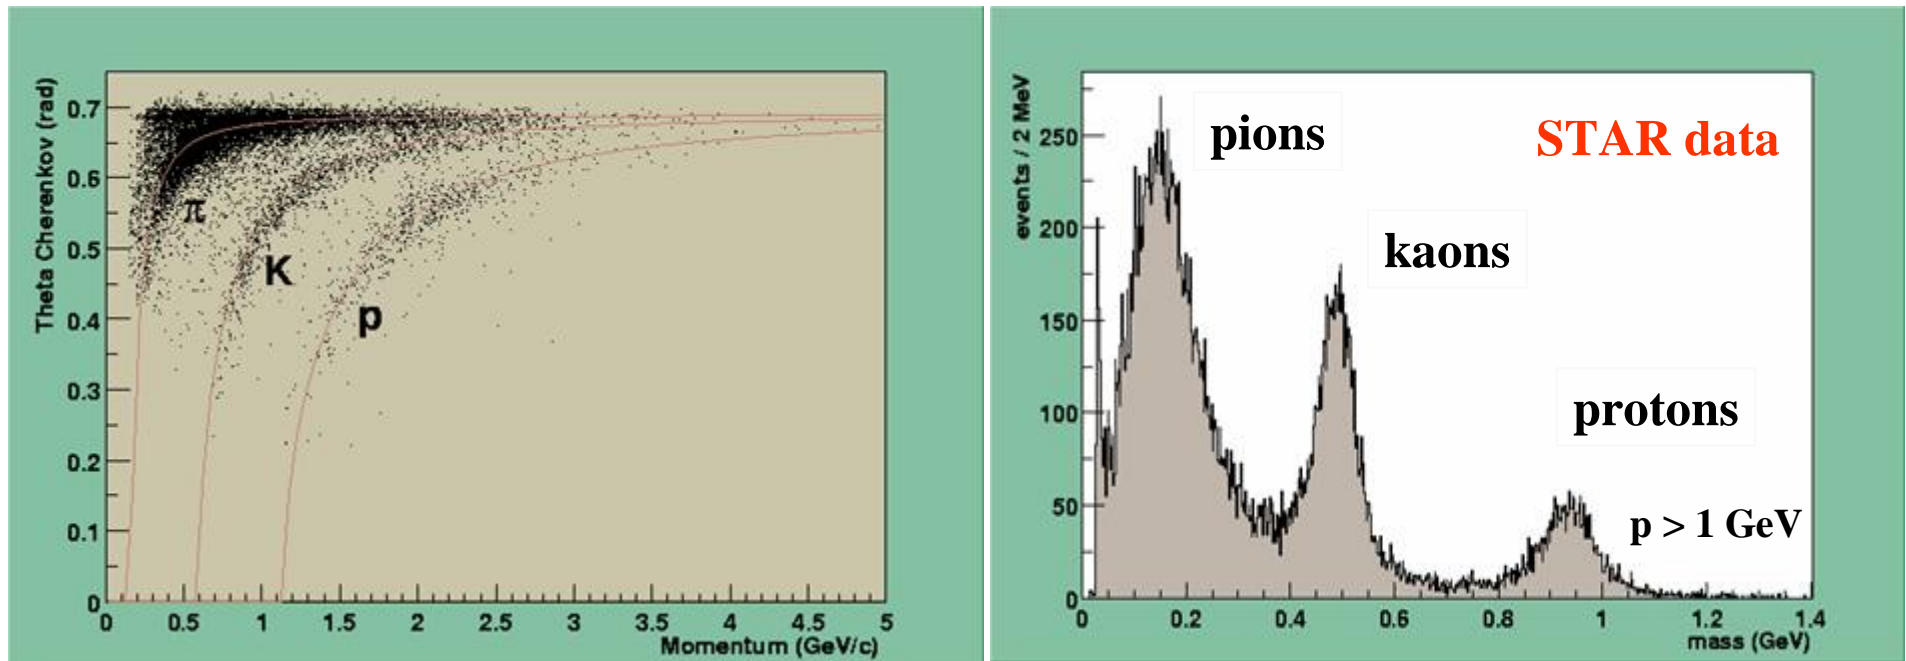 Theta Cherenkov (rad)
0.7
0.6
0.5
0.4
0.3
0.2
0.1
0
π
K
p
0 0.5 1 1.5 2 2.5 3 3.5 4 4.5 5
Momentum (GeV/c)
events / 2 MeV
250
200
150
100
50
0
pions
STAR data
kaons
protons
p > 1 GeV
0 0.2 0.4 0.6 0.8 1 1.2 1.4
mass (GeV)